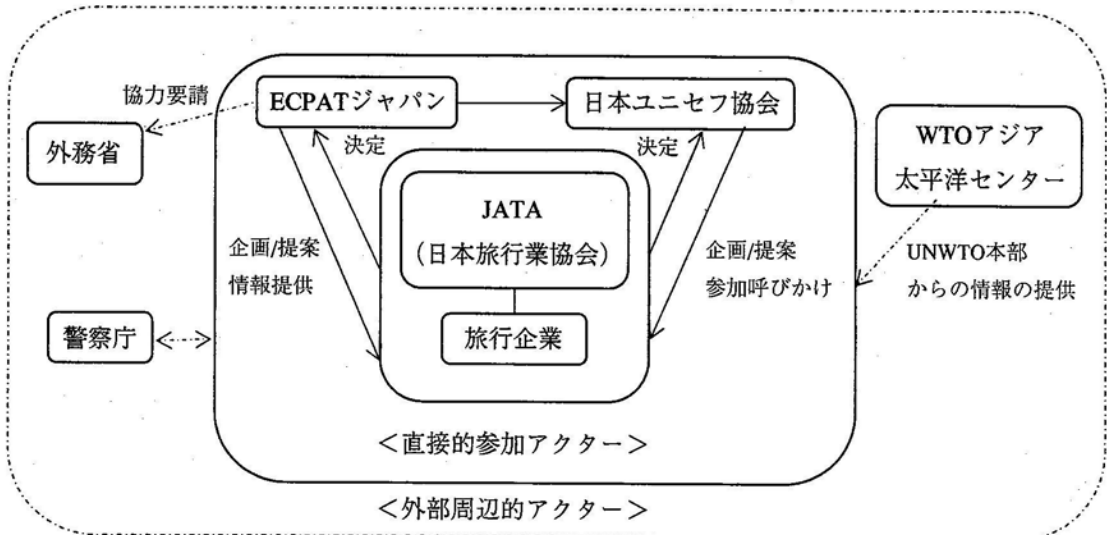 協力要請
ECPATジャパン
日本ユニセフ協会
外務省
決定
決定
WTOアジア
太平洋センター
JATA
(日本旅行業協会)
企画/提案
情報提供
企画/提案
参加呼びかけ
UNWTO本部
からの情報の提供
警察庁
旅行企業
<直接的参加アクター>
<外部周辺的アクター>